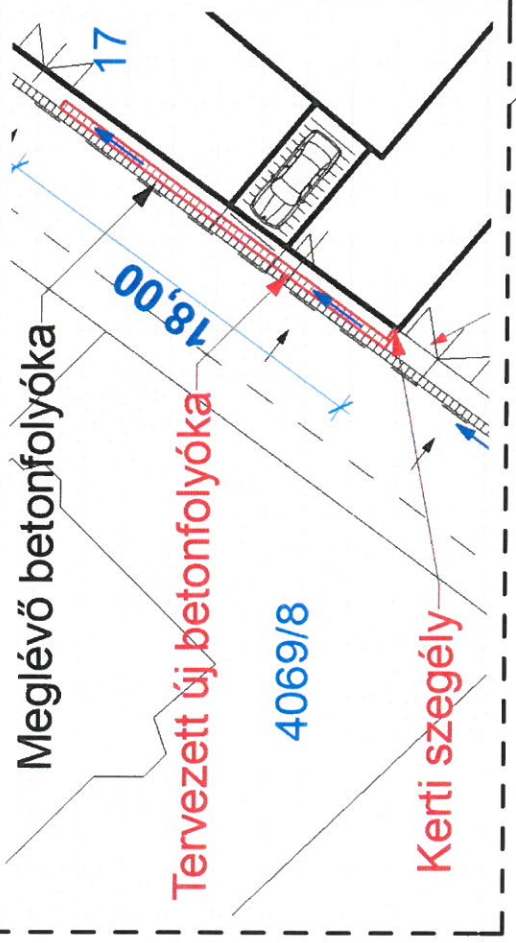 Meglévő betonfolyóka
17
18,00
Tervezett új betonfolyóka
4069/8
Kerti szegély